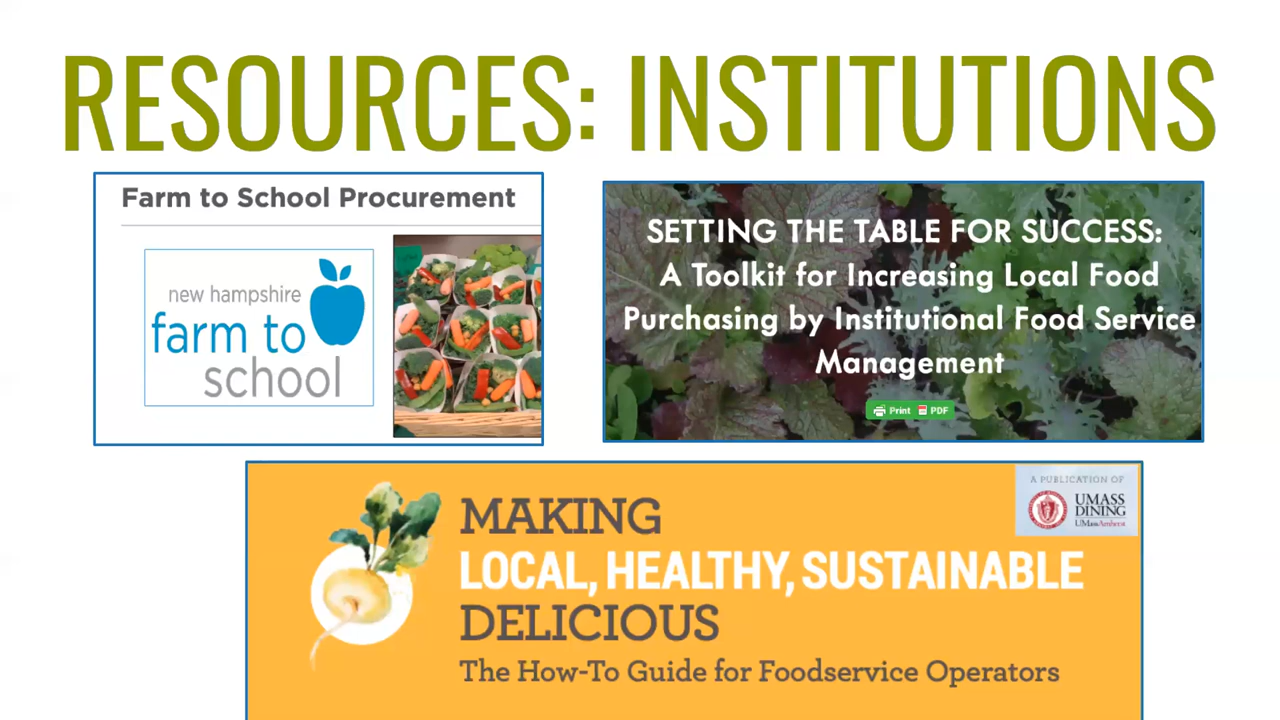 RESOURCES: INSTITUTIONS
Farm to School Procurement
new hampshire
farm to
school
SETTING THE TABLE FOR SUCCESS:
A Toolkit for Increasing Local Food
Purchasing by Institutional Food Service
Management
Print PDF
A PUBLICATION OF
UMASS
DINING
UMassAmherst
MAKING
LOCAL, HEALTHY, SUSTAINABLE
DELICIOUS
The How-To Guide for Foodservice Operators